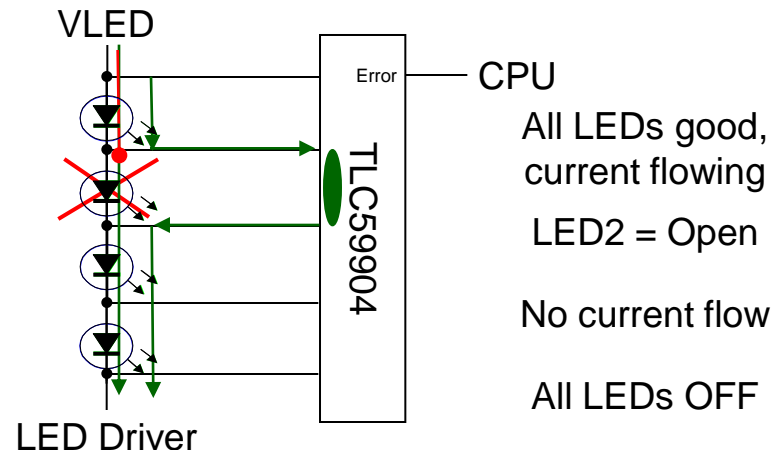 VLED
Error
CPU
TLC59904
All LEDs good,
current flowing
LED2 = Open
No current flow
All LEDs OFF
LED Driver